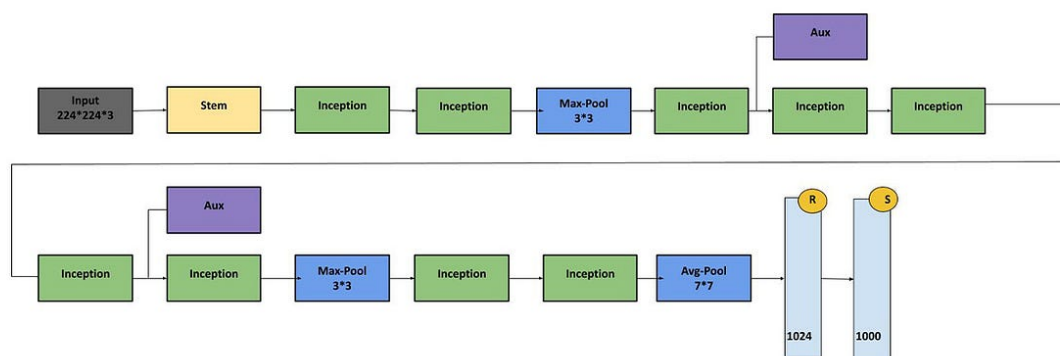 Aux
Input
224*224*3
Stem
Inception
Inception
Max-Pool
3*3
Inception
Inception
Inception
Aux
R
S
Inception
Inception
Max-Pool
3*3
Inception
Inception
Avg-Pool
7*7
1024
1000